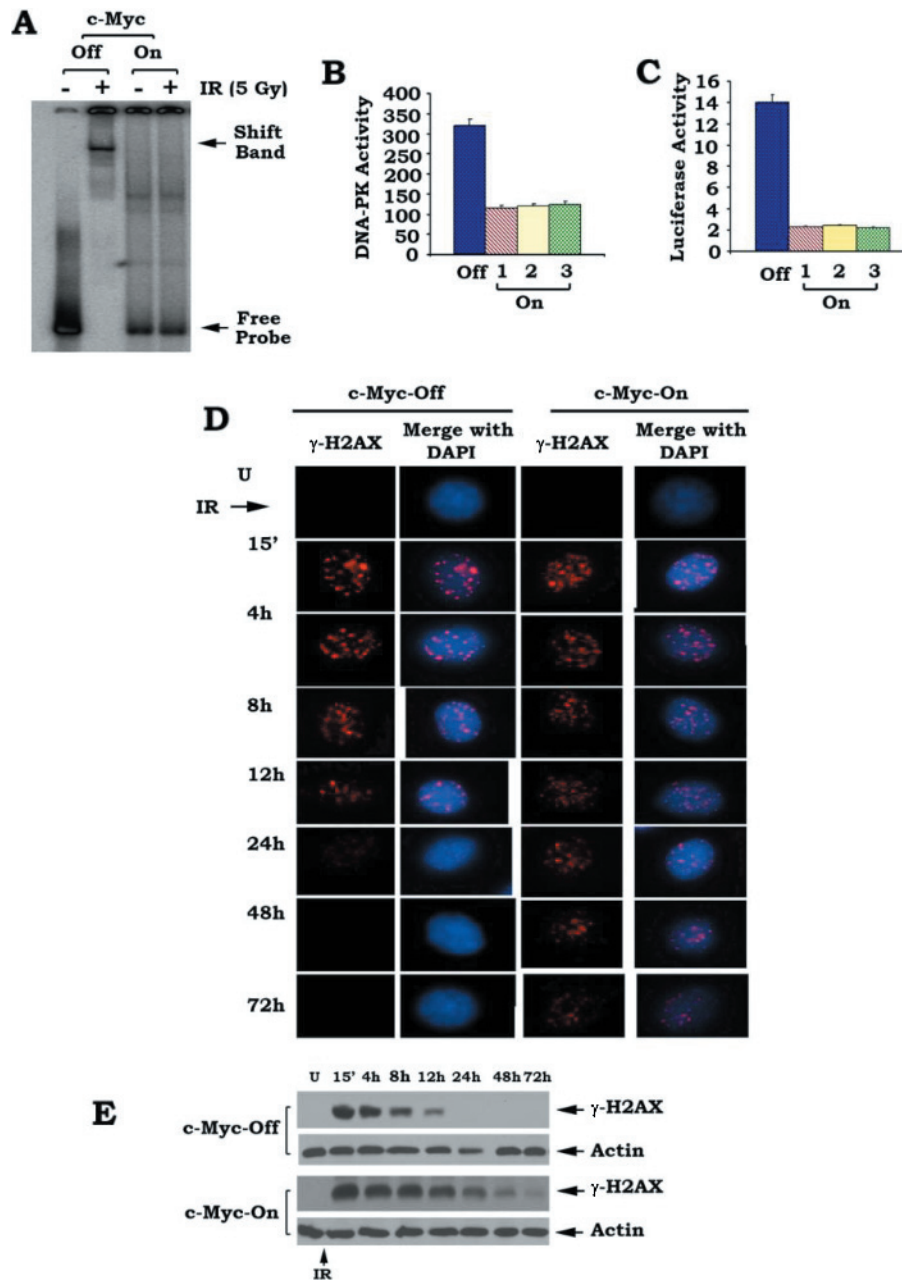 A
c-Myc
Off On
- + - + IR (5 Gy)
Shift
Band
Free
Probe
B
DNA-PK Activity
400
350
300
250
200
150
100
50
0
Off 1 2 3
On
C
Luciferase Activity
16
14
12
10
8
6
4
2
0
Off 1 2 3
On
D
c-Myc-Off c-Myc-On
γ-H2AX Merge with DAPI γ-H2AX Merge with DAPI
U
IR
15'
4h
8h
12h
24h
48h
72h
E
U 15' 4h 8h 12h 24h 48h 72h
c-Myc-Off
γ-H2AX
Actin
c-Myc-On
γ-H2AX
Actin
IR